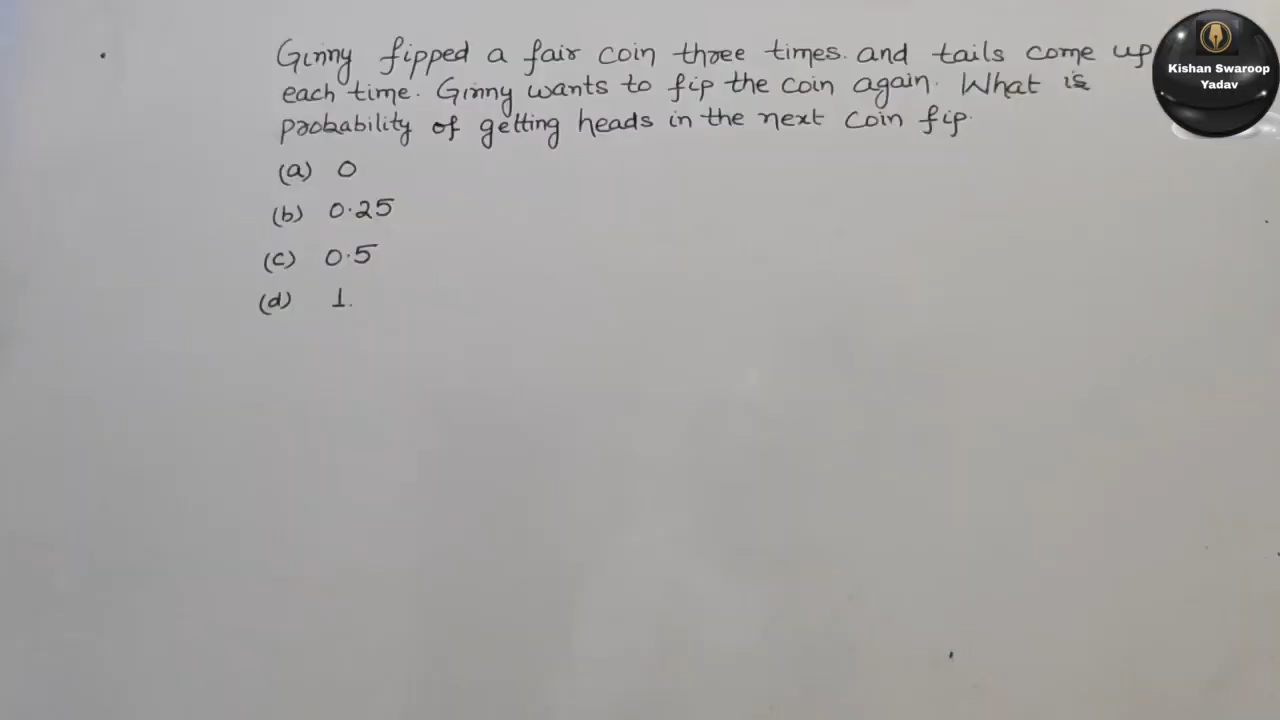 Ginny fipped a fair coin three times. and tails come up
each time. Ginny wants to fip the coin again. What is
probability of getting heads in the next coin fip.
(a) 0
(b) 0.25
(c) 0.5
(d) 1.
Kishan Swaroop
Yadav